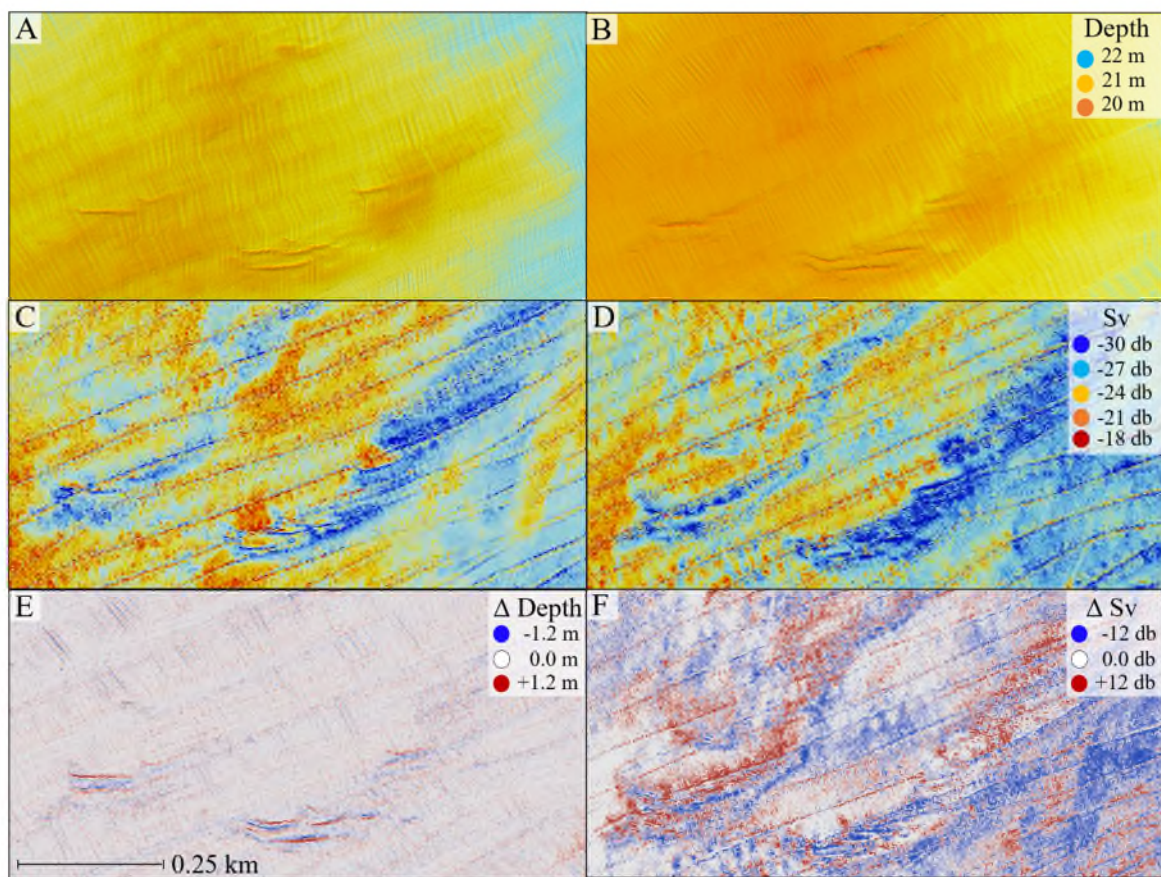 A
B
Depth
22 m
21 m
20 m
C
D
Sv
-30 db
-27 db
-24 db
-21 db
-18 db
E
Δ Depth
-1.2 m
0.0 m
+1.2 m
0.25 km
F
Δ Sv
-12 db
0.0 db
+12 db